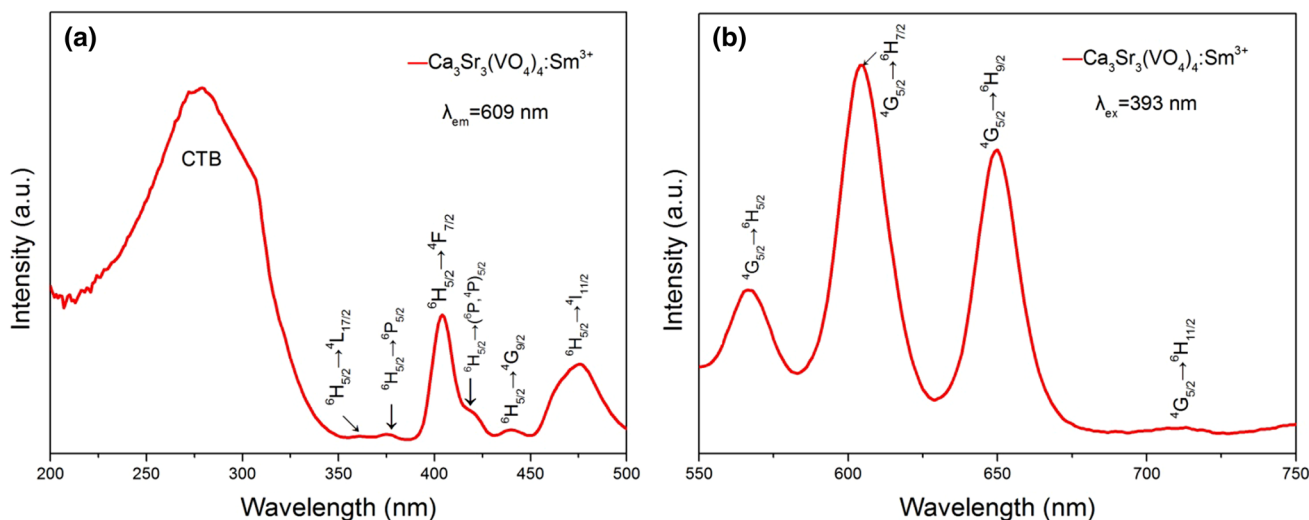 (a)
Ca₃Sr₃(VO₄)₄:Sm³⁺
λₑₘ=609 nm
CTB
⁶H₅/₂→⁴L₁₇/₂
⁶H₅/₂→⁶P₅/₂
⁶H₅/₂→⁴F₇/₂
⁶H₅/₂→(⁶P,⁴P)₅/₂
⁶H₅/₂→⁴G₉/₂
⁶H₅/₂→⁴I₁₁/₂
Intensity (a.u.)
200 250 300 350 400 450 500
Wavelength (nm)
(b)
Ca₃Sr₃(VO₄)₄:Sm³⁺
λₑₓ=393 nm
⁴G₅/₂→⁶H₅/₂
⁴G₅/₂→⁶H₇/₂
⁴G₅/₂→⁶H₉/₂
⁴G₅/₂→⁶H₁₁/₂
Intensity (a.u.)
550 600 650 700 750
Wavelength (nm)